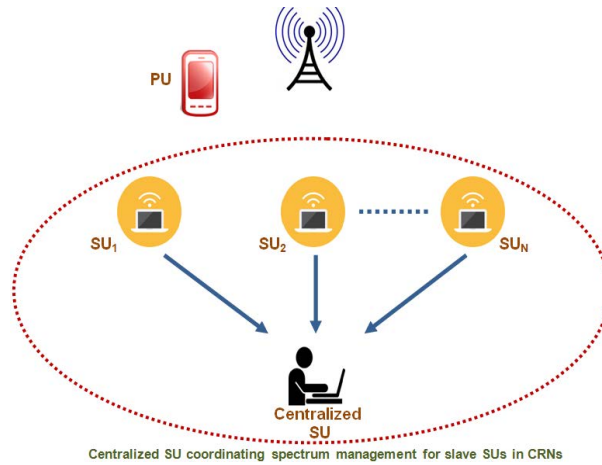 PU
SU₁
SU₂
SUN
Centralized
SU
Centralized SU coordinating spectrum management for slave SUs in CRNs